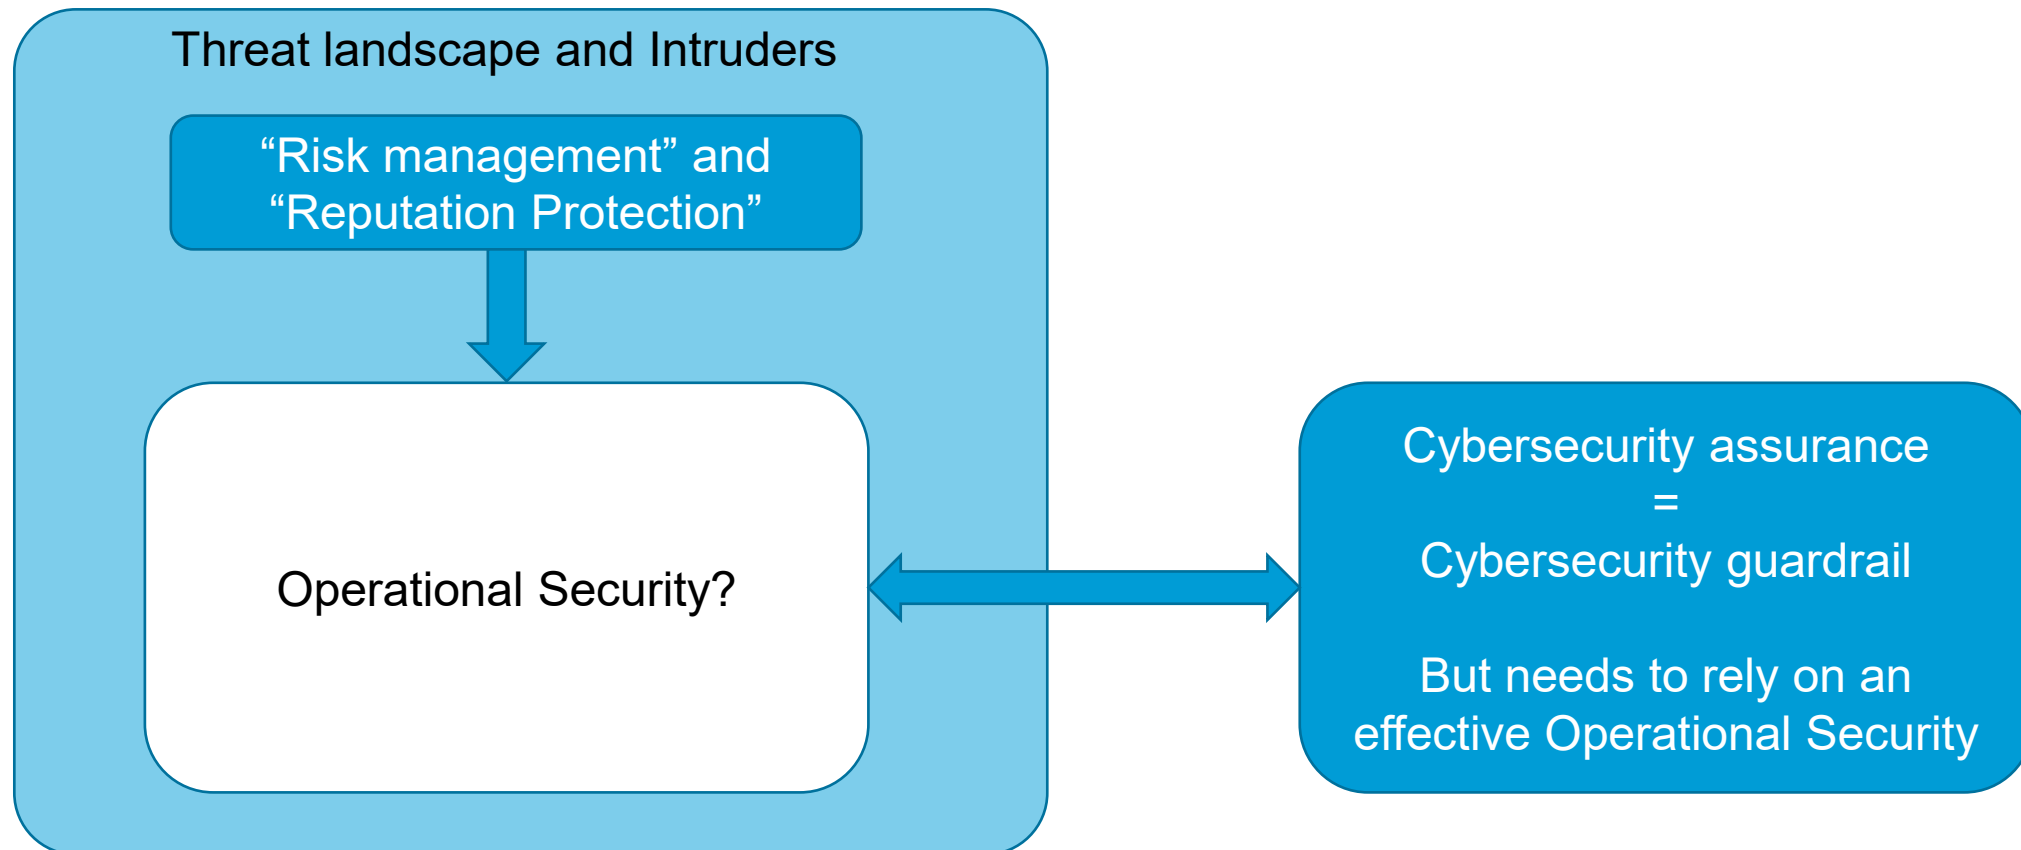 Threat landscape and Intruders
“Risk management” and
“Reputation Protection”
Operational Security?
Cybersecurity assurance
=
Cybersecurity guardrail
But needs to rely on an
effective Operational Security